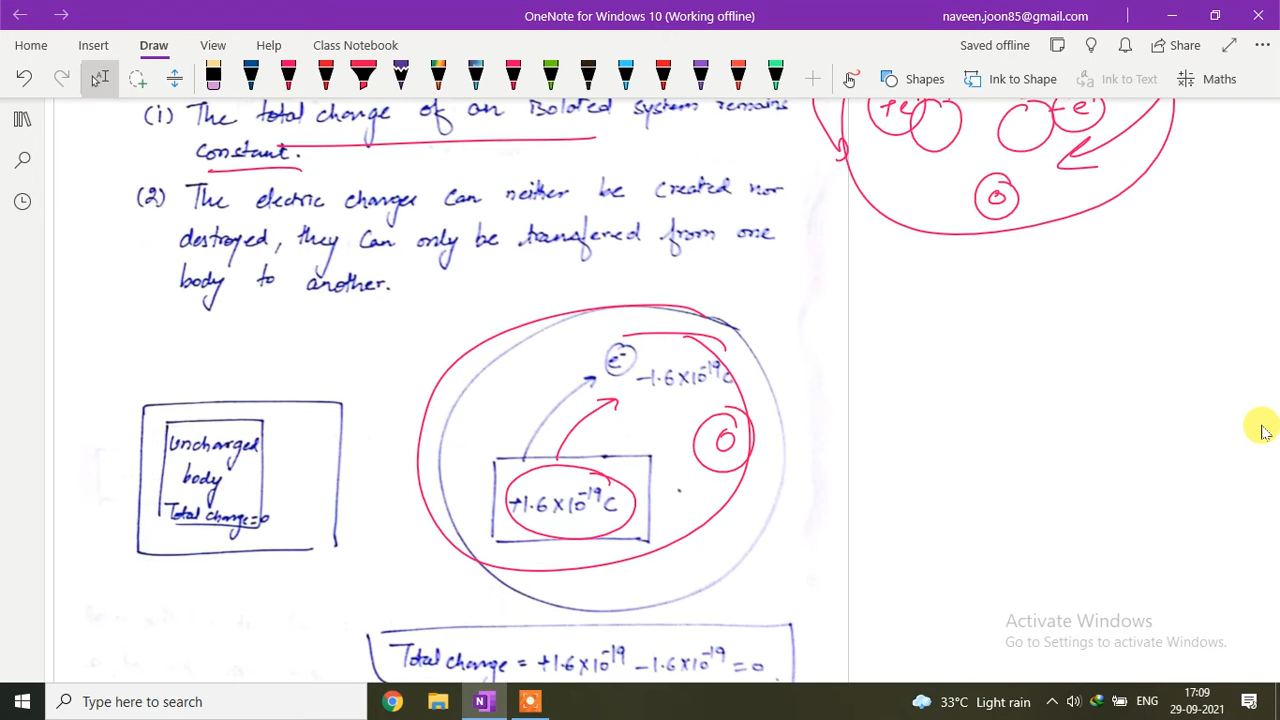 OneNote for Windows 10 (Working offline)
naveen.joon85@gmail.com
Home Insert Draw View Help Class Notebook
Saved offline Share
Shapes Ink to Shape Ink to Text Maths
(1) The total change of an Isolated system remains
constant.
(2) The electric charges can neither be created nor
destroyed, they can only be transferred from one
body to another.
+e
e
0
e⁻
-1.6×10⁻¹⁹C
0
+1.6×10⁻¹⁹C
Uncharged
body
Total charge=0
Total charge = +1.6×10⁻¹⁹ -1.6×10⁻¹⁹ = 0
Activate Windows
Go to Settings to activate Windows.
Type here to search
33°C Light rain
ENG
17:09
29-09-2021